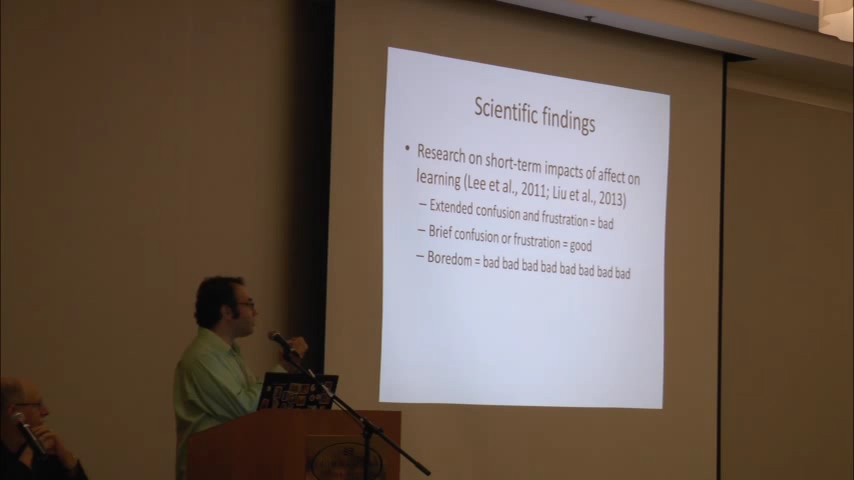 Scientific findings
• Research on short-term impacts of affect on
learning (Lee et al., 2011; Liu et al., 2013)
– Extended confusion and frustration = bad
– Brief confusion or frustration = good
– Boredom = bad bad bad bad bad bad bad bad